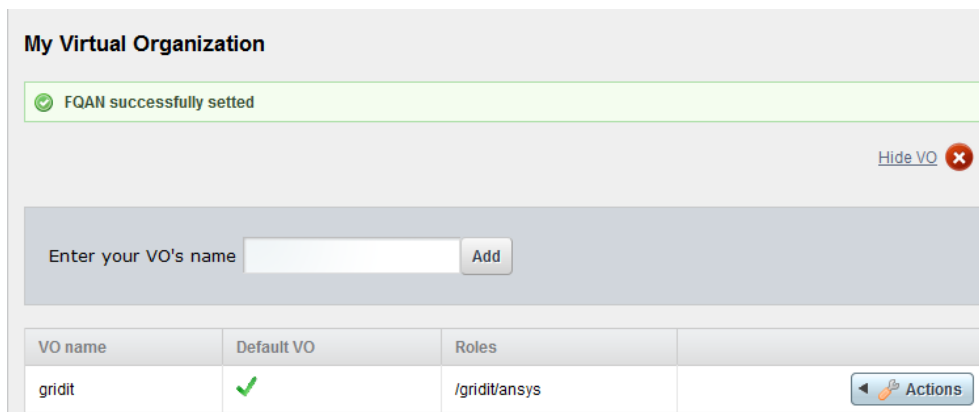 My Virtual Organization
FQAN successfully setted
Hide VO
Enter your VO's name Add
VO name Default VO Roles
gridit /gridit/ansys Actions